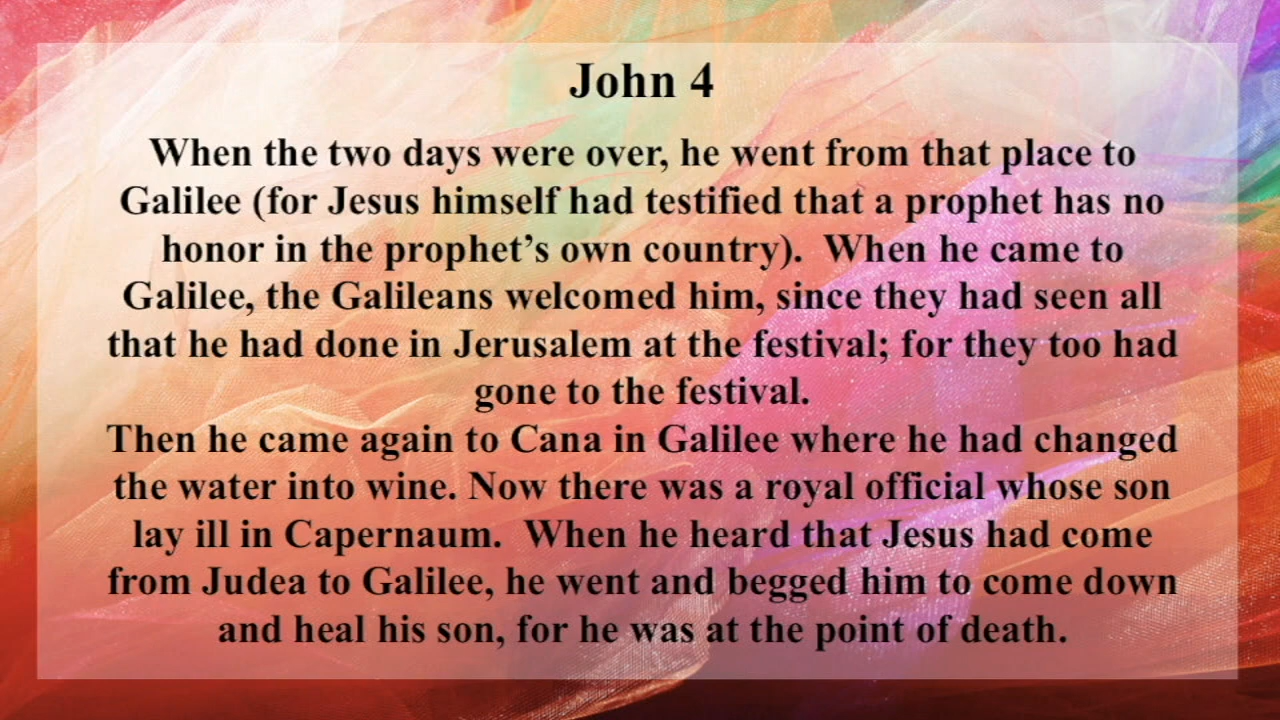 John 4
When the two days were over, he went from that place to
Galilee (for Jesus himself had testified that a prophet has no
honor in the prophet’s own country).  When he came to
Galilee, the Galileans welcomed him, since they had seen all
that he had done in Jerusalem at the festival; for they too had
gone to the festival.
Then he came again to Cana in Galilee where he had changed
the water into wine. Now there was a royal official whose son
lay ill in Capernaum.  When he heard that Jesus had come
from Judea to Galilee, he went and begged him to come down
and heal his son, for he was at the point of death.